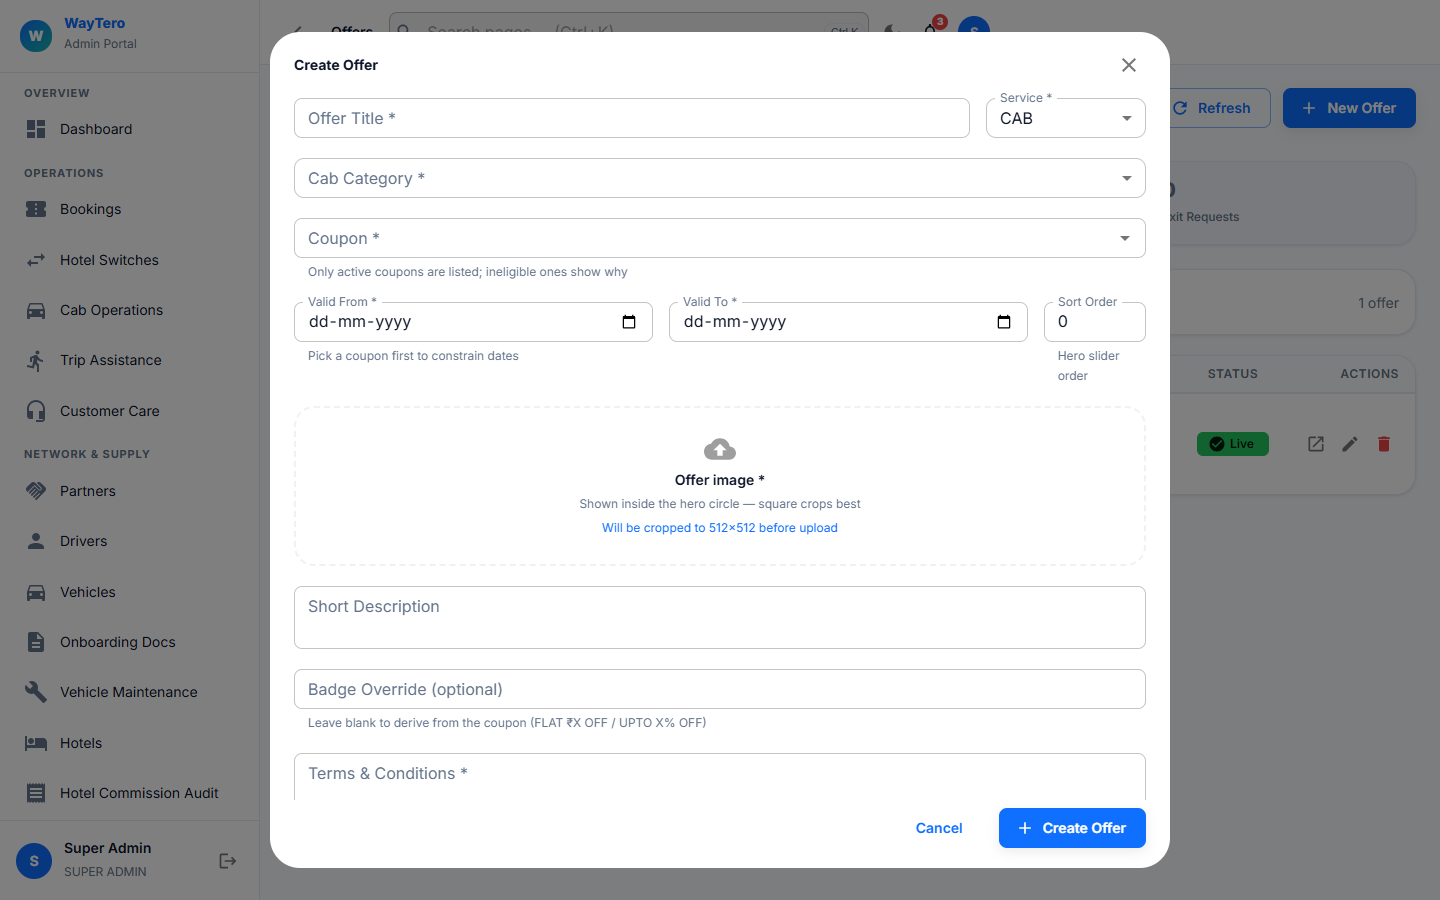 WayTero
Admin Portal
OVERVIEW
Dashboard
OPERATIONS
Bookings
Hotel Switches
Cab Operations
Trip Assistance
Customer Care
NETWORK & SUPPLY
Partners
Drivers
Vehicles
Onboarding Docs
Vehicle Maintenance
Hotels
Hotel Commission Audit
S
Super Admin
SUPER ADMIN
Offers
Search pages... (Ctrl+K)
Ctrl K
3
S
Refresh
New Offer
xit Requests
1 offer
STATUS
ACTIONS
Live
Create Offer
Offer Title *
Service *
CAB
Cab Category *
Coupon *
Only active coupons are listed; ineligible ones show why
Valid From *
dd-mm-yyyy
Pick a coupon first to constrain dates
Valid To *
dd-mm-yyyy
Sort Order
0
Hero slider
order
Offer image *
Shown inside the hero circle — square crops best
Will be cropped to 512×512 before upload
Short Description
Badge Override (optional)
Leave blank to derive from the coupon (FLAT ₹X OFF / UPTO X% OFF)
Terms & Conditions *
Cancel
Create Offer